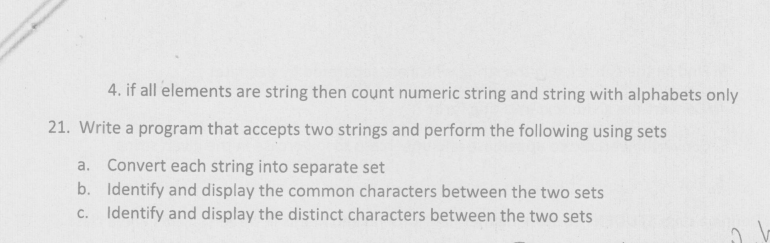 4. if all elements are string then count numeric string and string with alphabets only
21. Write a program that accepts two strings and perform the following using sets
a. Convert each string into separate set
b. Identify and display the common characters between the two sets
c. Identify and display the distinct characters between the two sets